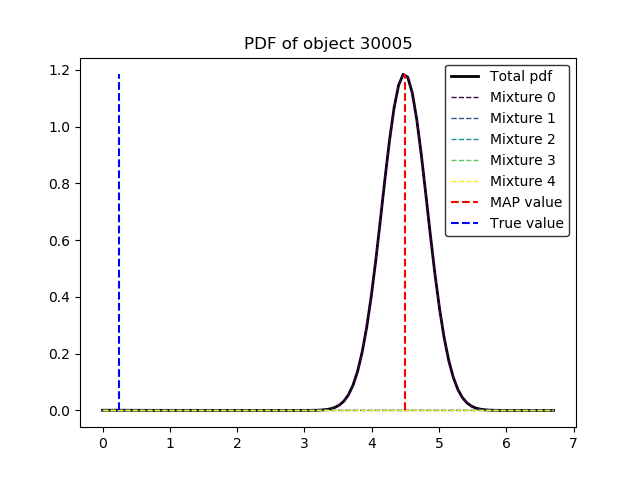 PDF of object 30005
Total pdf
Mixture 0
Mixture 1
Mixture 2
Mixture 3
Mixture 4
MAP value
True value
1.2
1.0
0.8
0.6
0.4
0.2
0.0
0 1 2 3 4 5 6 7